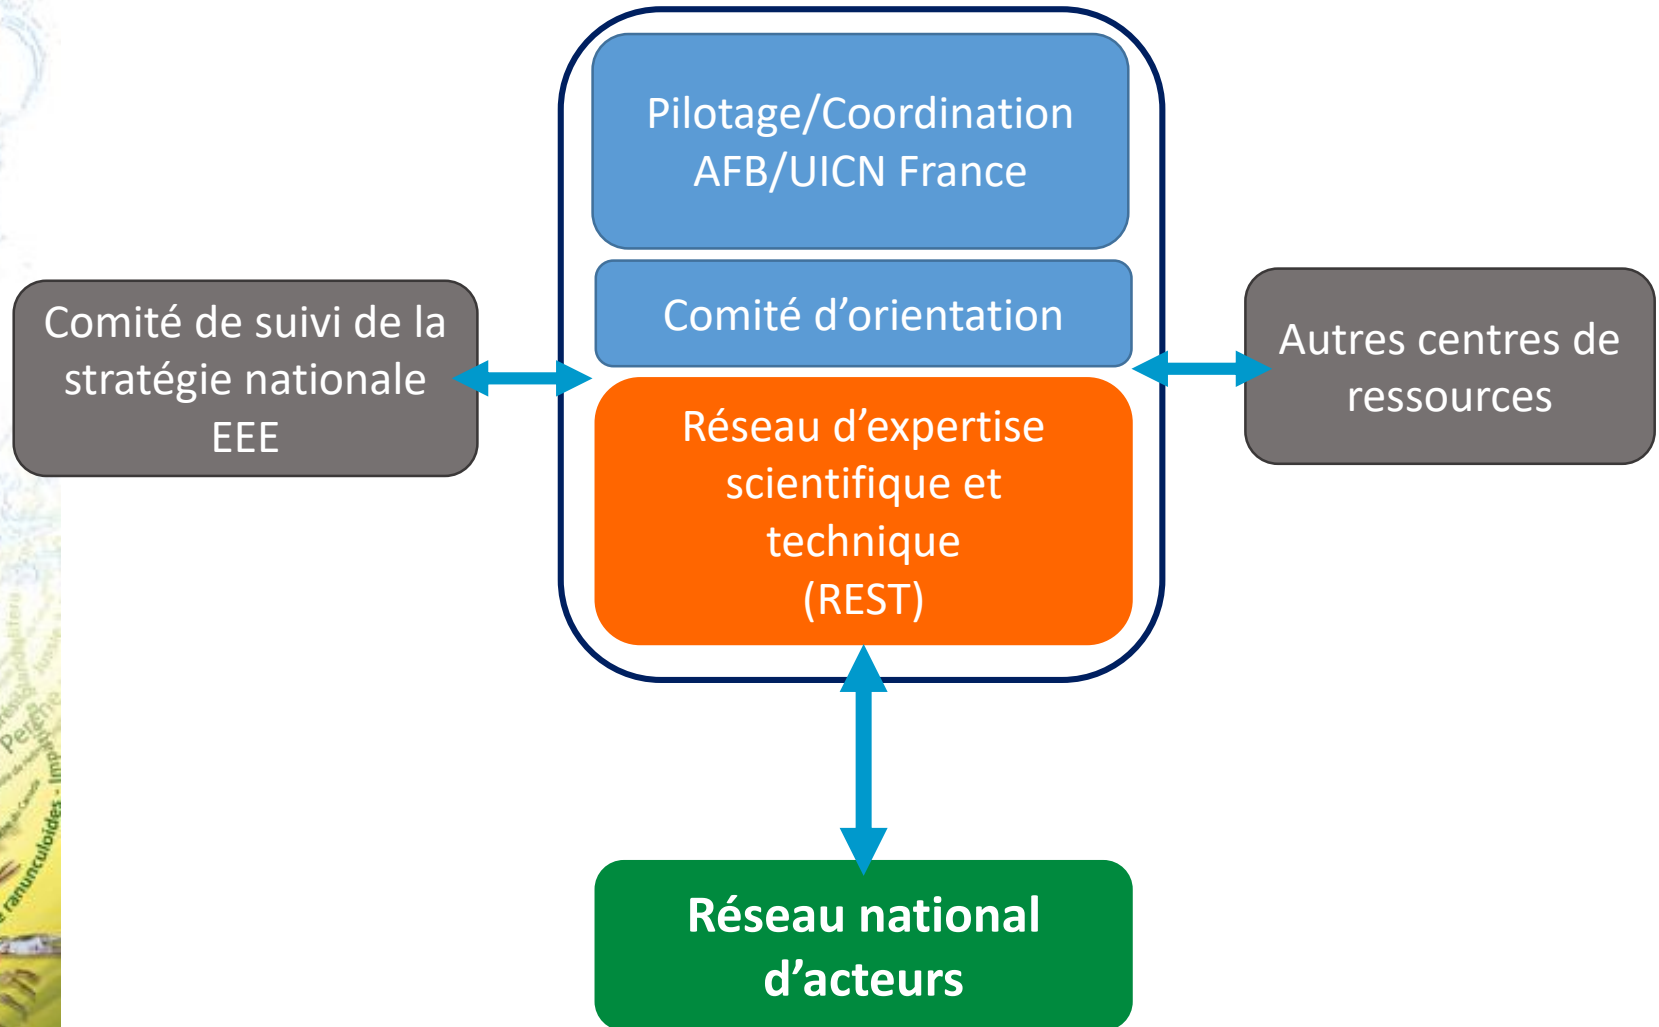 Pilotage/Coordination
AFB/UICN France
Comité d’orientation
Comité de suivi de la
stratégie nationale
EEE
Autres centres de
ressources
Réseau d’expertise
scientifique et
technique
(REST)
Réseau national
d’acteurs
ranunculoides